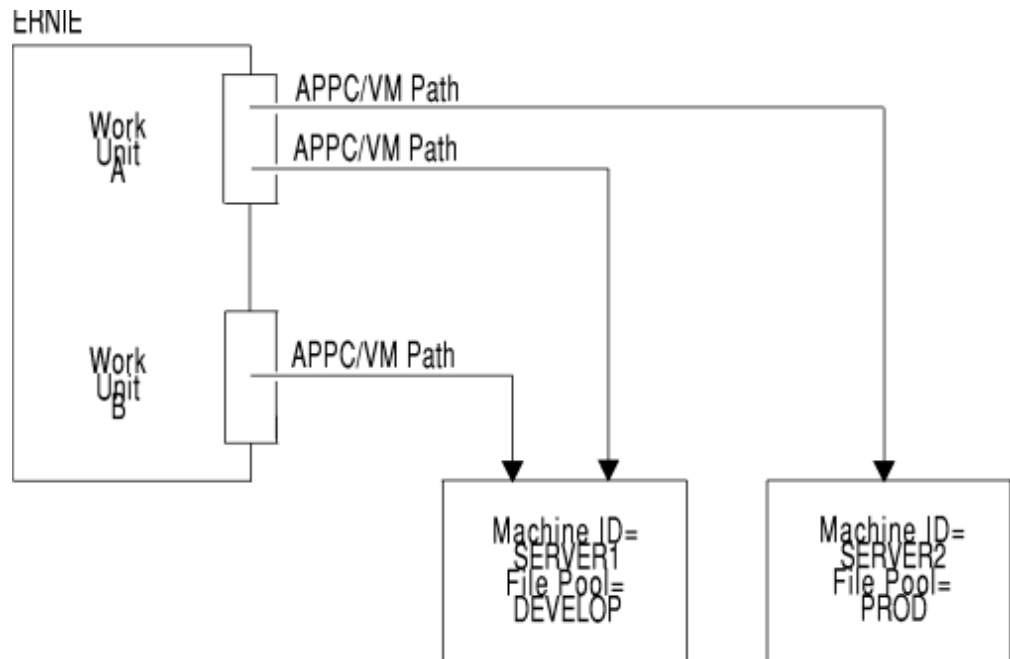 ERNIE
APPC/VM Path
Work
Unit
A
APPC/VM Path
Work
Unit
B
APPC/VM Path
Machine ID=
SERVER1
File Pool=
DEVELOP
Machine ID=
SERVER2
File Pool=
PROD